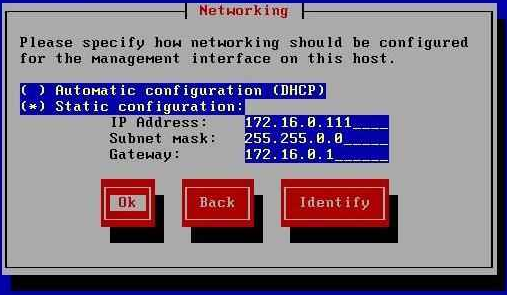 Networking
Please specify how networking should be configured
for the management interface on this host.
( ) Automatic configuration (DHCP)
(*) Static configuration:
IP Address: 172.16.0.111____
Subnet mask: 255.255.0.0_____
Gateway: 172.16.0.1______
Ok Back Identify